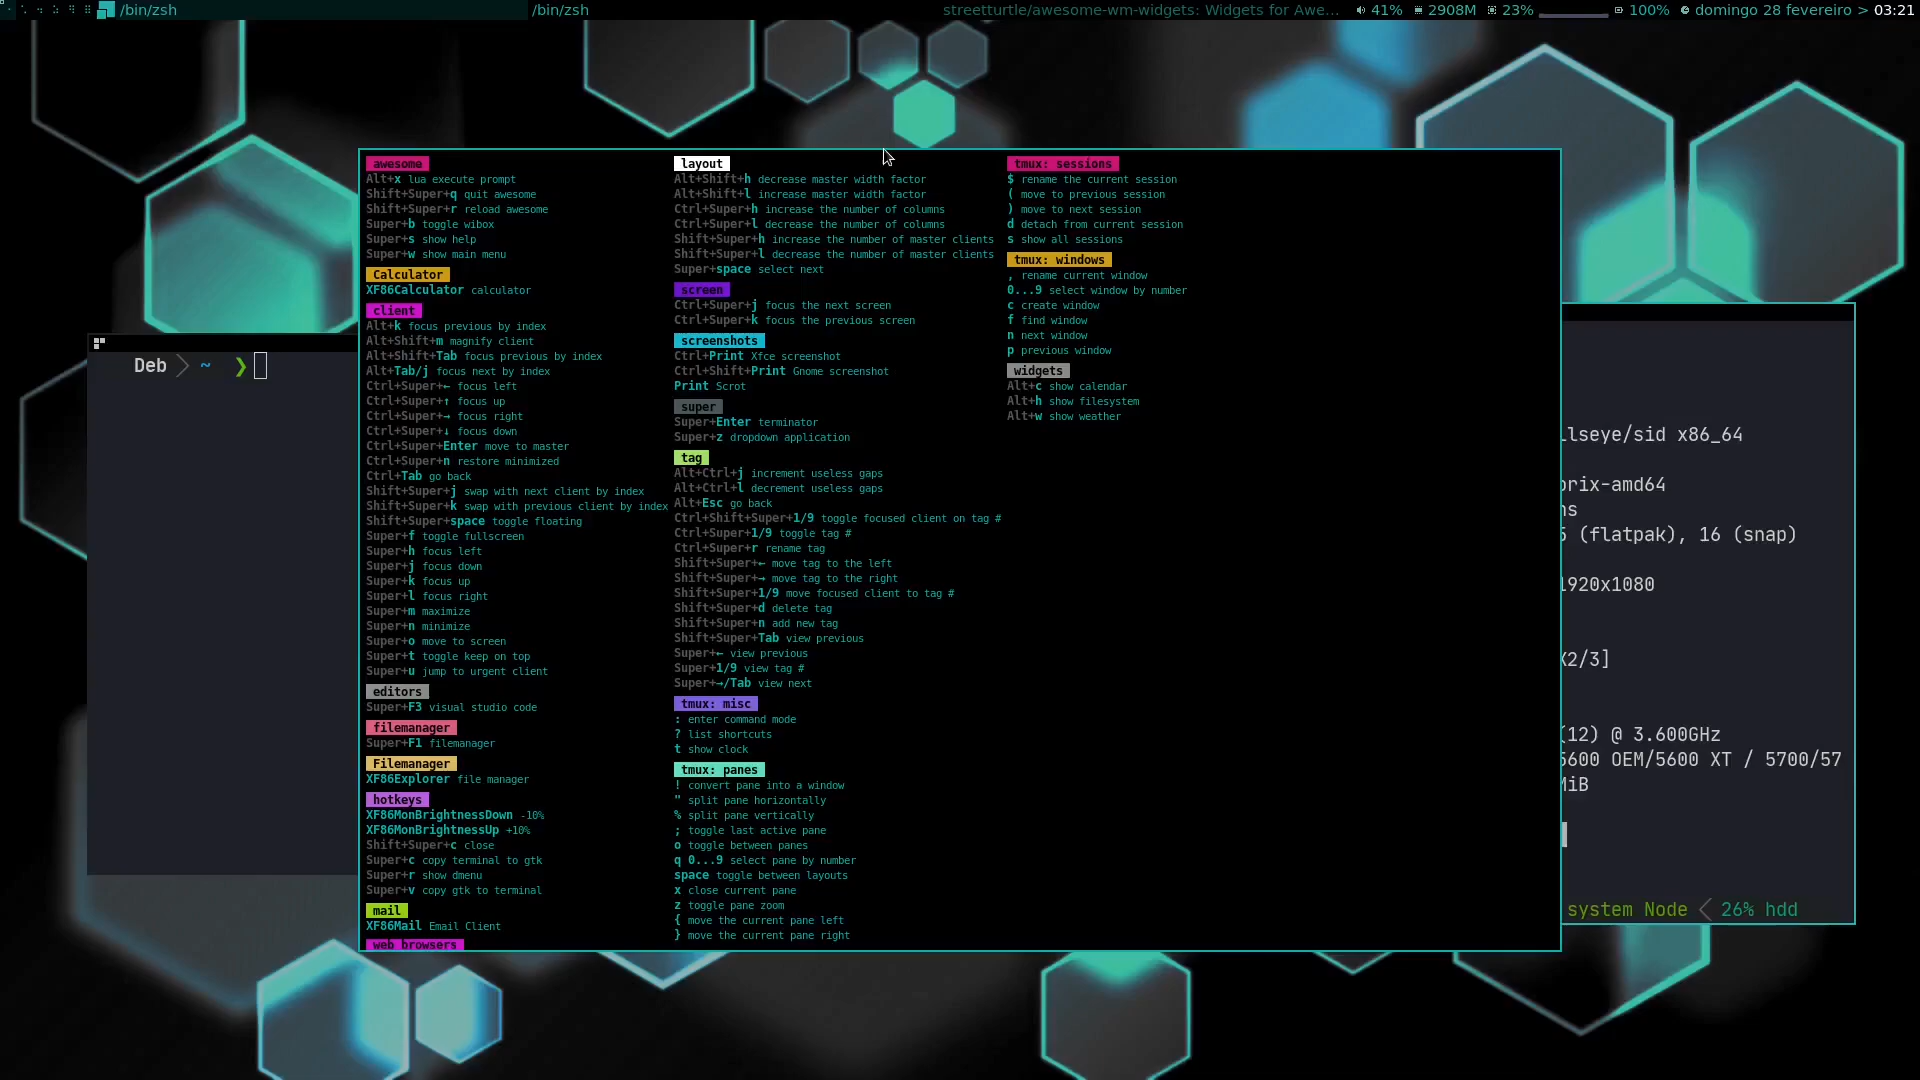 /bin/zsh
/bin/zsh
streetturtle/awesome-wm-widgets: Widgets for Awe...
41%
2908M
23%
100%
domingo 28 fevereiro > 03:21
awesome
Alt+x lua execute prompt
Shift+Super+q quit awesome
Shift+Super+r reload awesome
Super+b toggle wibox
Super+s show help
Super+w show main menu
Calculator
XF86Calculator calculator
client
Alt+k focus previous by index
Alt+Shift+m magnify client
Alt+Shift+Tab focus previous by index
Alt+Tab/j focus next by index
Ctrl+Super+← focus left
Ctrl+Super+↑ focus up
Ctrl+Super+→ focus right
Ctrl+Super+↓ focus down
Ctrl+Super+Enter move to master
Ctrl+Super+n restore minimized
Ctrl+Tab go back
Shift+Super+j swap with next client by index
Shift+Super+k swap with previous client by index
Shift+Super+space toggle floating
Super+f toggle fullscreen
Super+h focus left
Super+j focus down
Super+k focus up
Super+l focus right
Super+m maximize
Super+n minimize
Super+o move to screen
Super+t toggle keep on top
Super+u jump to urgent client
editors
Super+F3 visual studio code
filemanager
Super+F1 filemanager
Filemanager
XF86Explorer file manager
hotkeys
XF86MonBrightnessDown -10%
XF86MonBrightnessUp +10%
Shift+Super+c close
Super+c copy terminal to gtk
Super+r show dmenu
Super+v copy gtk to terminal
mail
XF86Mail Email Client
web browsers
layout
Alt+Shift+h decrease master width factor
Alt+Shift+l increase master width factor
Ctrl+Super+h increase the number of columns
Ctrl+Super+l decrease the number of columns
Shift+Super+h increase the number of master clients
Shift+Super+l decrease the number of master clients
Super+space select next
screen
Ctrl+Super+j focus the next screen
Ctrl+Super+k focus the previous screen
screenshots
Ctrl+Print Xfce screenshot
Ctrl+Shift+Print Gnome screenshot
Print Scrot
super
Super+Enter terminator
Super+z dropdown application
tag
Alt+Ctrl+j increment useless gaps
Alt+Ctrl+l decrement useless gaps
Alt+Esc go back
Ctrl+Shift+Super+1/9 toggle focused client on tag #
Ctrl+Super+1/9 toggle tag #
Ctrl+Super+r rename tag
Shift+Super+← move tag to the left
Shift+Super+→ move tag to the right
Shift+Super+1/9 move focused client to tag #
Shift+Super+d delete tag
Shift+Super+n add new tag
Shift+Super+Tab view previous
Super+← view previous
Super+1/9 view tag #
Super+→/Tab view next
tmux: misc
: enter command mode
? list shortcuts
t show clock
tmux: panes
! convert pane into a window
" split pane horizontally
% split pane vertically
; toggle last active pane
o toggle between panes
q 0...9 select pane by number
space toggle between layouts
x close current pane
z toggle pane zoom
{ move the current pane left
} move the current pane right
tmux: sessions
$ rename the current session
( move to previous session
) move to next session
d detach from current session
s show all sessions
tmux: windows
, rename current window
0...9 select window by number
c create window
f find window
n next window
p previous window
widgets
Alt+c show calendar
Alt+h show filesystem
Alt+w show weather
Deb ~ ❯
llseye/sid x86_64
orix-amd64
ns
5 (flatpak), 16 (snap)
1920x1080
X2/3]
(12) @ 3.600GHz
5600 OEM/5600 XT / 5700/57
MiB
system Node 26% hdd